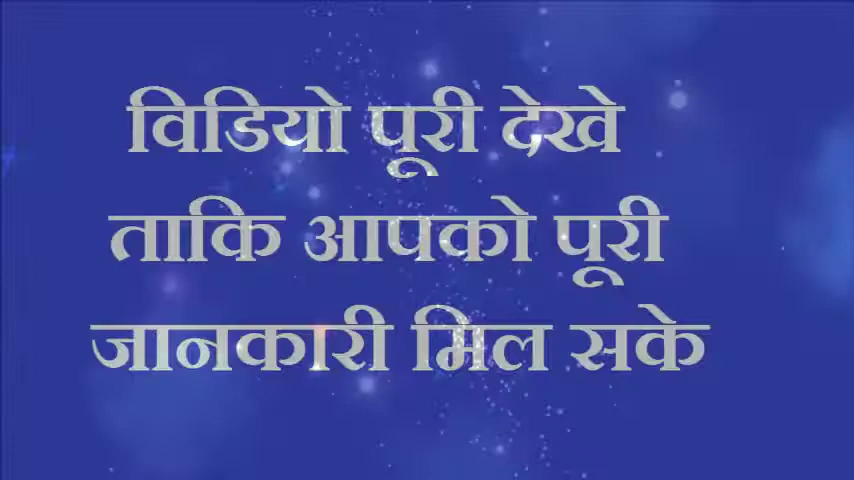 विडियो पूरी देखे
ताकि आपको पूरी
जानकारी मिल सके